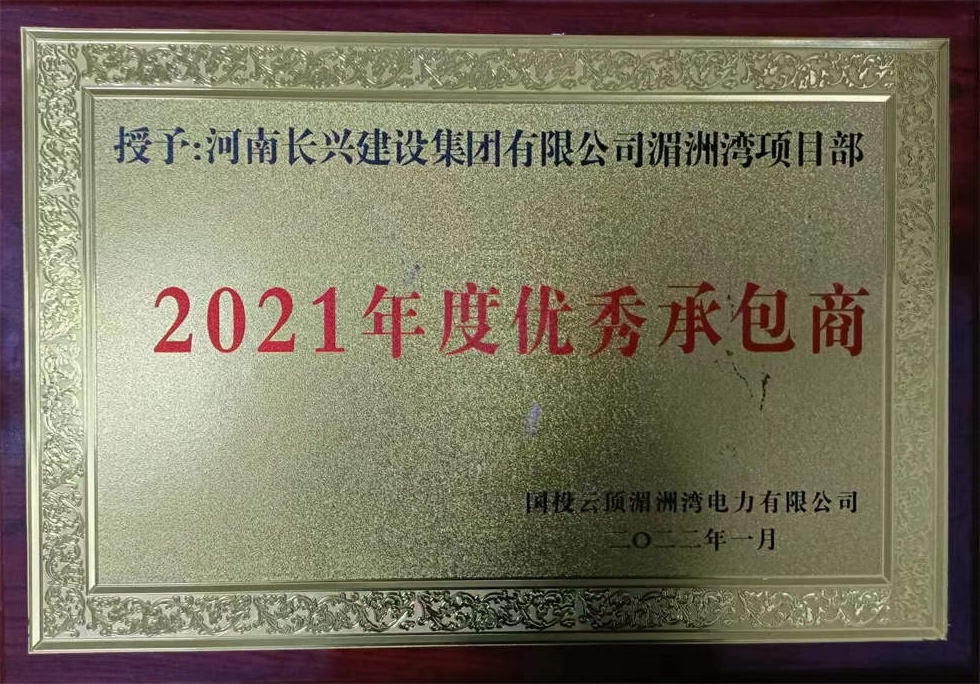 授予:河南长兴建设集团有限公司湄洲湾项目部
2021年度优秀承包商
国投云顶湄洲湾电力有限公司
二〇二二年一月